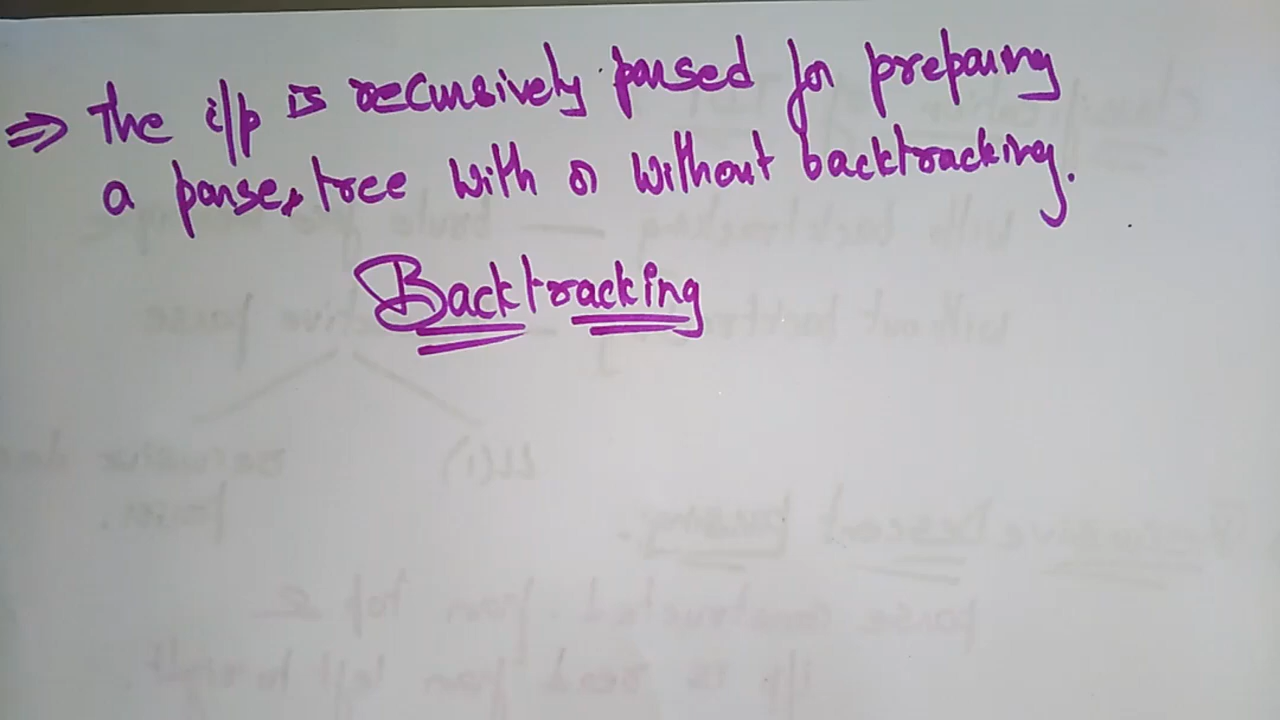 ⇒ The i/p is recursively parsed for preparing
a parse tree with or without backtracking.
Backtracking